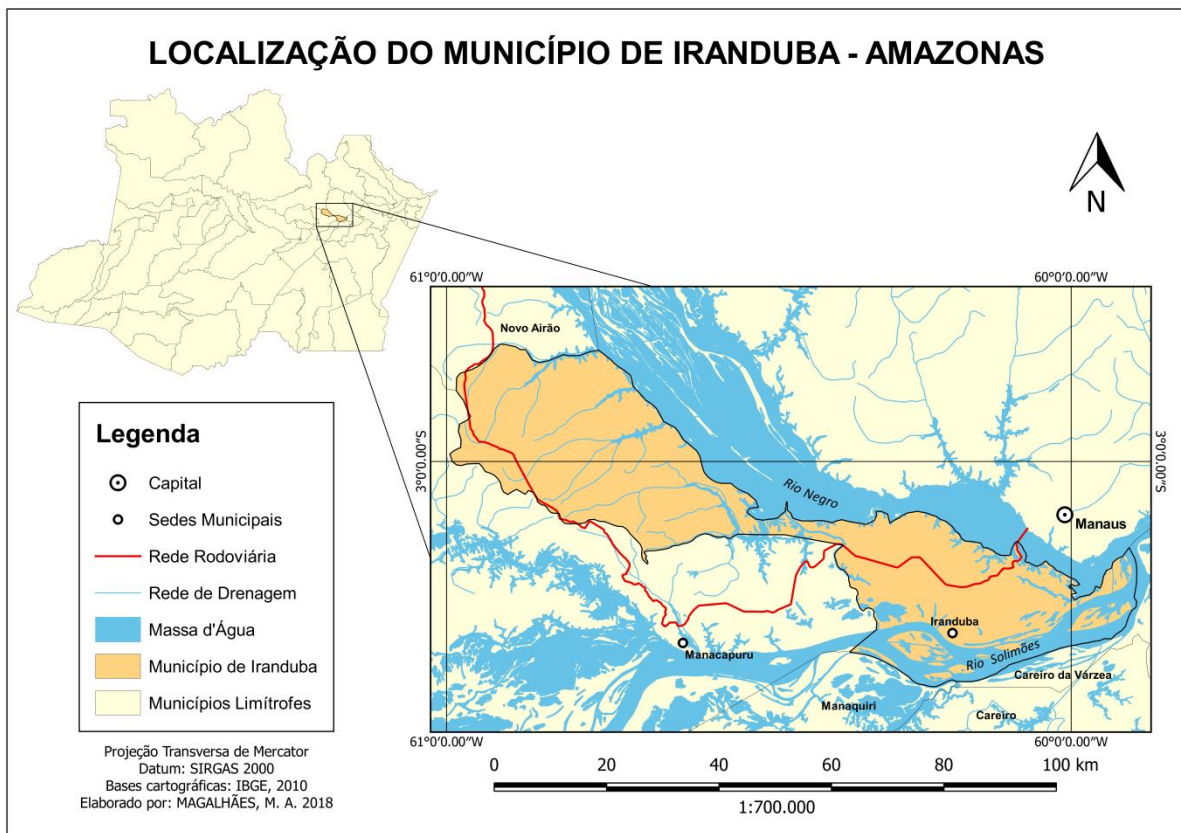 LOCALIZAÇÃO DO MUNICÍPIO DE IRANDUBA - AMAZONAS
N
61°0'0.00"W
60°0'0.00"W
Novo Airão
3°0'0.00"S
3°0'0.00"S
Rio Negro
Manaus
Iranduba
Manacapuru
Rio Solimões
Careiro da Várzea
Manaquiri
Careiro
61°0'0.00"W
60°0'0.00"W
Legenda
Capital
Sedes Municipais
Rede Rodoviária
Rede de Drenagem
Massa d'Água
Município de Iranduba
Municípios Limítrofes
Projeção Transversa de Mercator
Datum: SIRGAS 2000
Bases cartográficas: IBGE, 2010
Elaborado por: MAGALHÃES, M. A. 2018
0 20 40 60 80 100 km
1:700.000